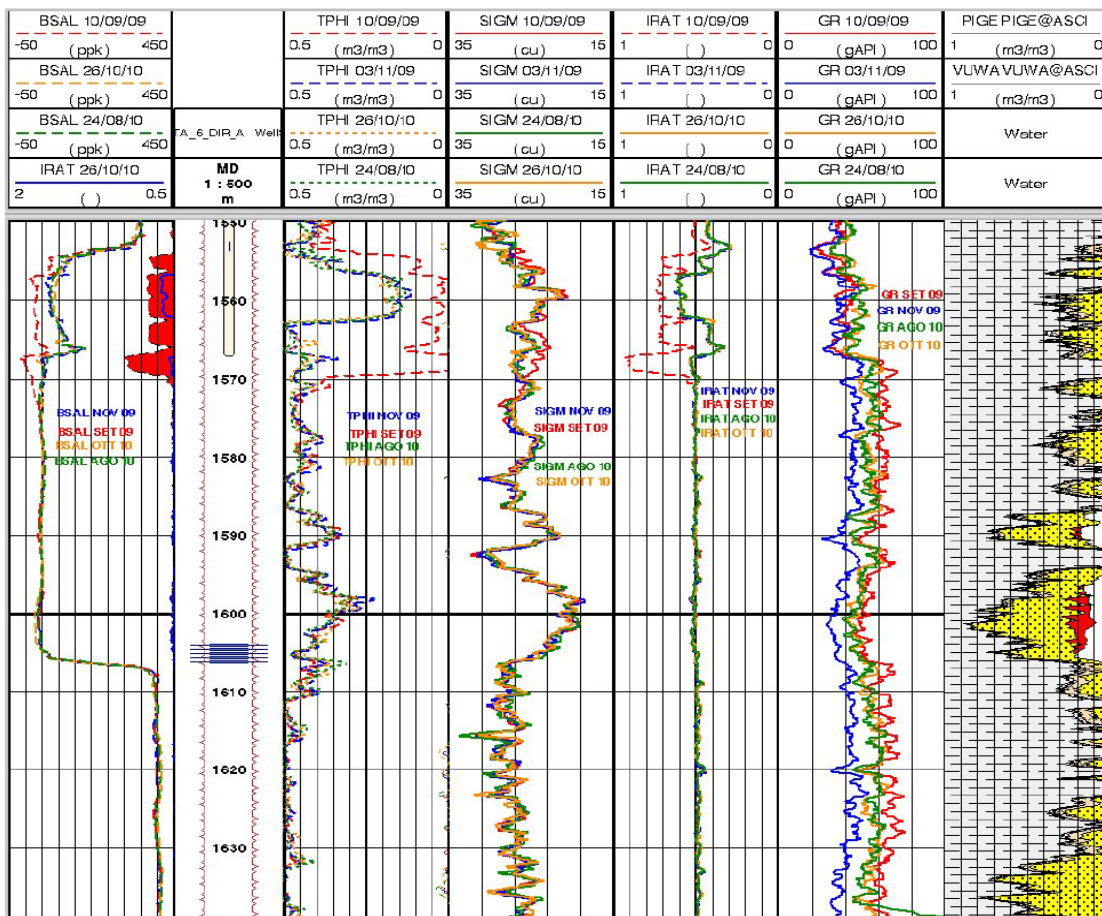 BSAL 10/09/09
-50 (ppk) 450
BSAL 26/10/10
-50 (ppk) 450
BSAL 24/08/10
-50 (ppk) 450
IRAT 26/10/10
2 ( ) 0.5
TA_6_DIR_A
MD
1 : 500
m
TPHI 10/09/09
0.5 (m3/m3) 0
TPHI 03/11/09
0.5 (m3/m3) 0
TPHI 26/10/10
0.5 (m3/m3) 0
TPHI 24/08/10
0.5 (m3/m3) 0
SIGM 10/09/09
35 (cu) 15
SIGM 03/11/09
35 (cu) 15
SIGM 24/08/10
35 (cu) 15
SIGM 26/10/10
35 (cu) 15
IRAT 10/09/09
1 ( ) 0
IRAT 03/11/09
1 ( ) 0
IRAT 26/10/10
1 ( ) 0
IRAT 24/08/10
1 ( ) 0
GR 10/09/09
0 (gAPI) 100
GR 03/11/09
0 (gAPI) 100
GR 26/10/10
0 (gAPI) 100
GR 24/08/10
0 (gAPI) 100
PIGE PIGE@ASCI
1 (m3/m3) 0
VUWA VUWA@ASCI
1 (m3/m3) 0
Water
Water
1550
1560
1570
1580
1590
1600
1610
1620
1630
BSAL NOV 09
BSAL SET 09
BSAL OTT 10
BSAL AGO 10
TPHI NOV 09
TPHI SET 09
TPHI AGO 10
TPHI OTT 10
SIGM NOV 09
SIGM SET 09
SIGM AGO 10
SIGM OTT 10
IRAT NOV 09
IRAT SET 09
IRAT AGO 10
IRAT OTT 10
GR SET 09
GR NOV 09
GR AGO 10
GR OTT 10